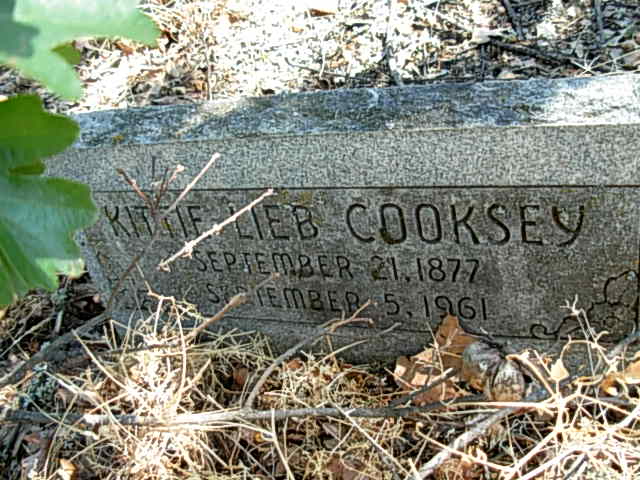 KITTIE LIEB COOKSEY
SEPTEMBER 21, 1877
SEPTEMBER 5, 1961